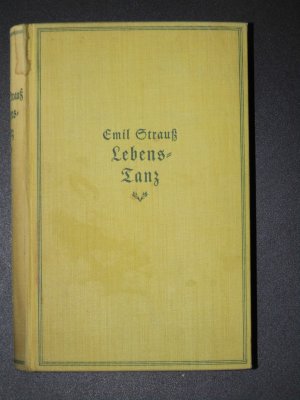 Emil Strauß
Lebens=
Tanz